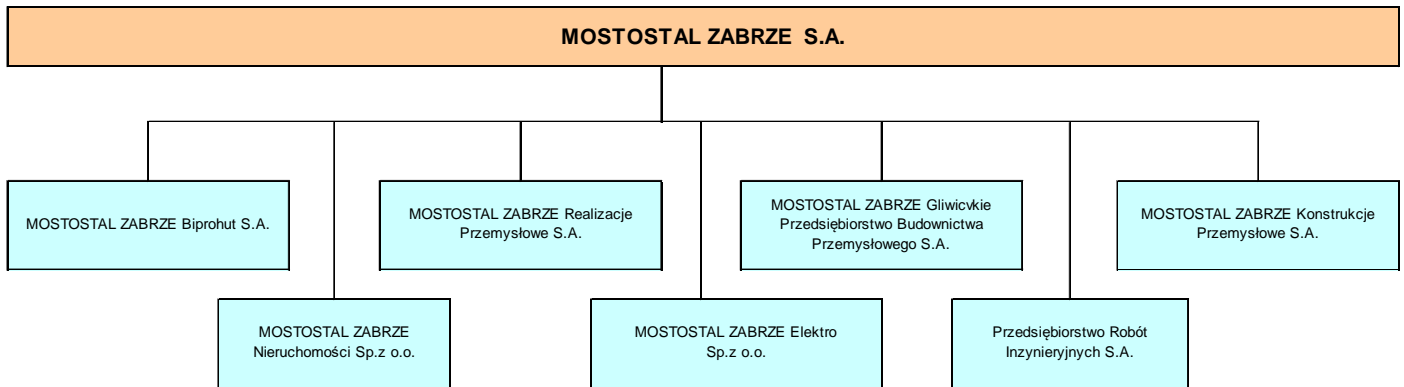 MOSTOSTAL ZABRZE S.A.
MOSTOSTAL ZABRZE Biprohut S.A.
MOSTOSTAL ZABRZE Realizacje
Przemysłowe S.A.
MOSTOSTAL ZABRZE Gliwicvkie
Przedsiębiorstwo Budownictwa
Przemysłowego S.A.
MOSTOSTAL ZABRZE Konstrukcje
Przemysłowe S.A.
MOSTOSTAL ZABRZE
Nieruchomości Sp.z o.o.
MOSTOSTAL ZABRZE Elektro
Sp.z o.o.
Przedsiębiorstwo Robót
Inzynieryjnych S.A.